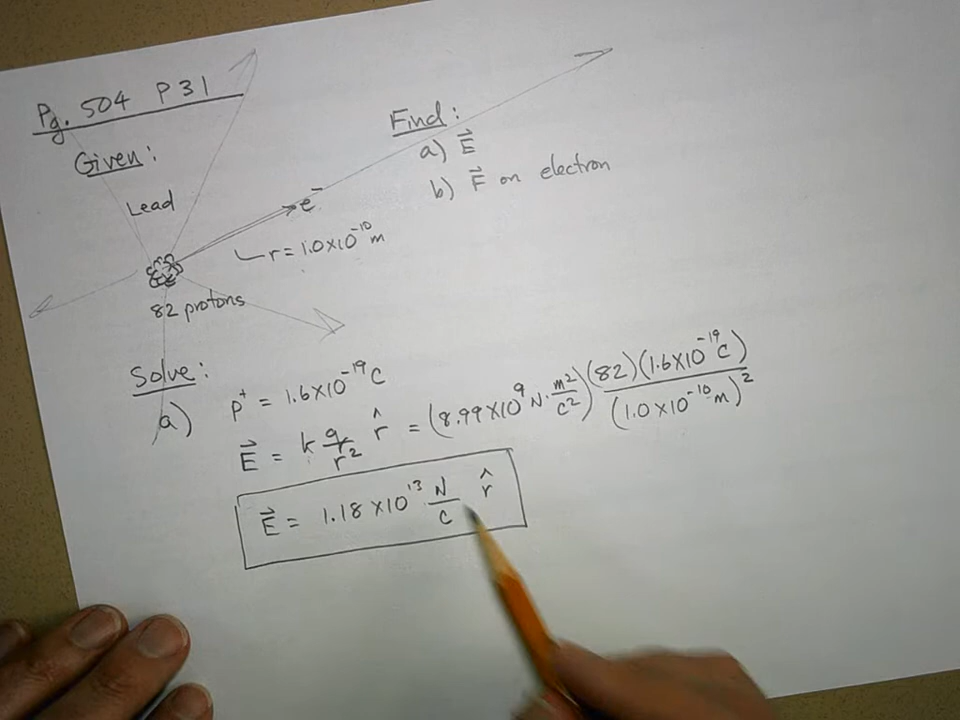 Pg. 504 P31
Given:
Lead
e⁻
r = 1.0×10⁻¹⁰ m
82 protons
Find:
a) E⃗
b) F⃗ on electron
Solve:
a) p⁺ = 1.6×10⁻¹⁹ C
E⃗ = k q/r² r̂ = (8.99×10⁹ N·m²/C²) (82)(1.6×10⁻¹⁹ C)/(1.0×10⁻¹⁰ m)²
E⃗ = 1.18×10¹³ N/C r̂